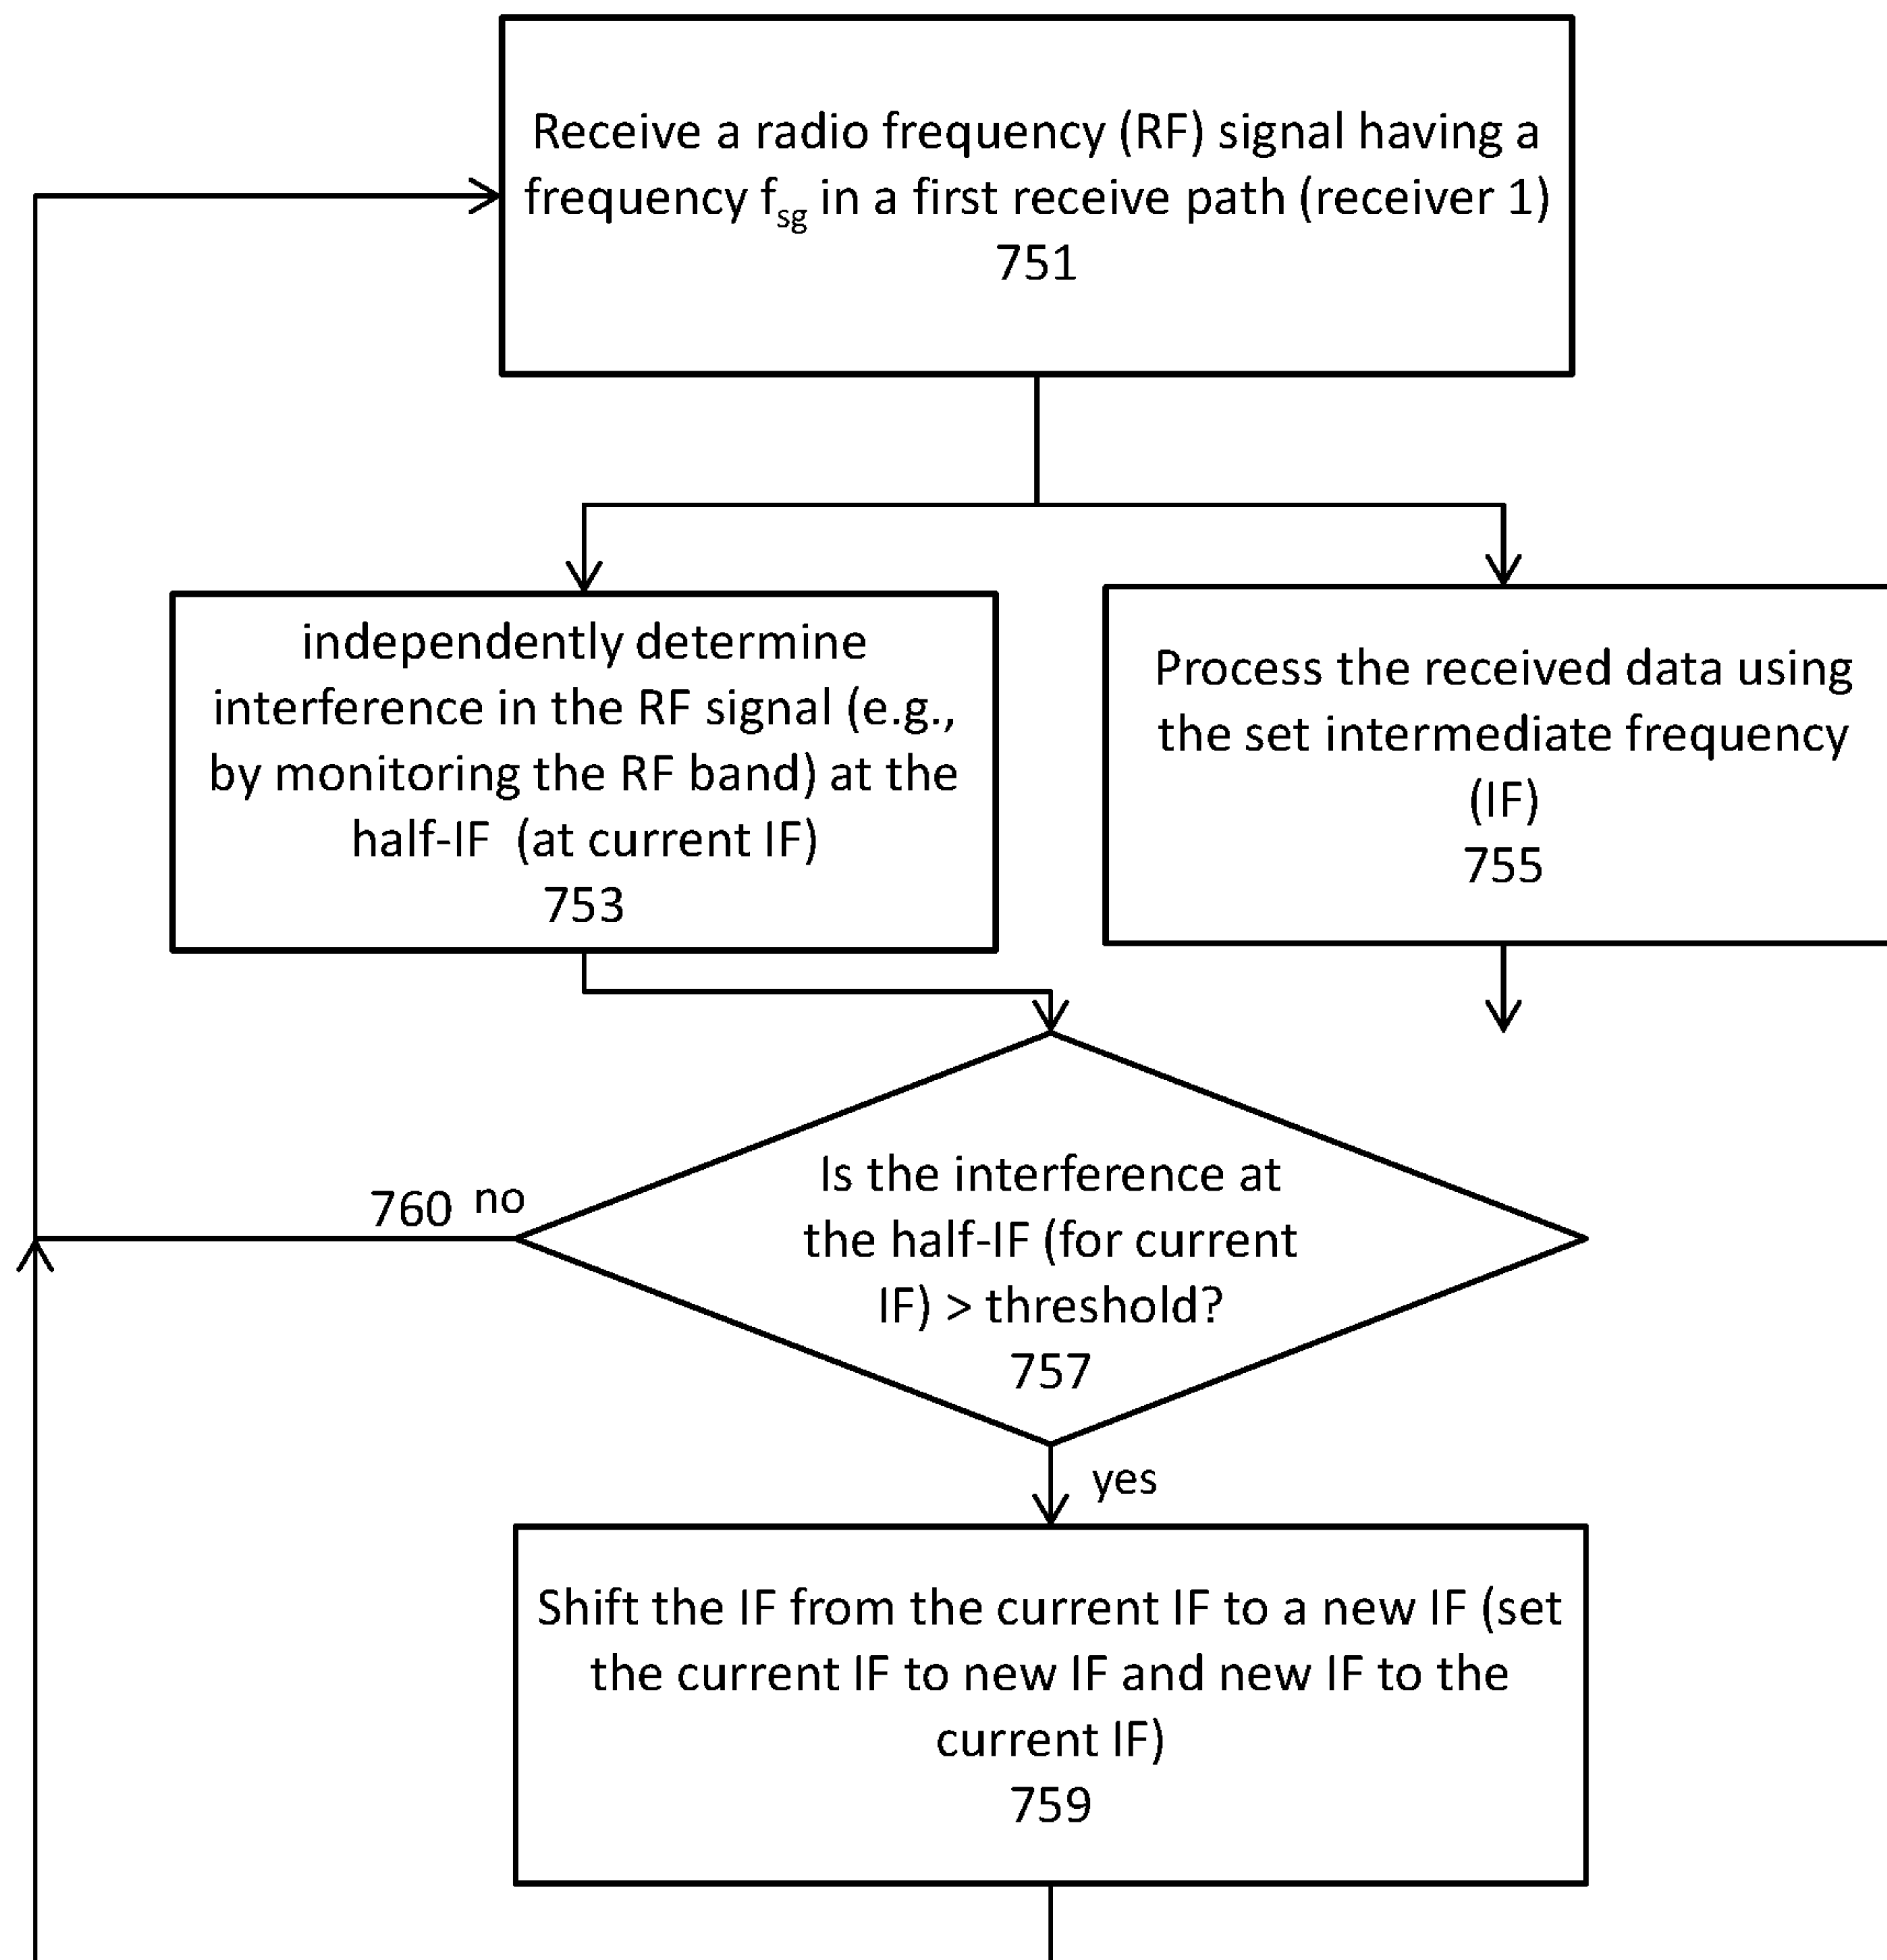 Receive a radio frequency (RF) signal having a
frequency fsg in a first receive path (receiver 1)
751
independently determine
interference in the RF signal (e.g.,
by monitoring the RF band) at the
half-IF (at current IF)
753
Process the received data using
the set intermediate frequency
(IF)
755
760 no
Is the interference at
the half-IF (for current
IF) > threshold?
757
yes
Shift the IF from the current IF to a new IF (set
the current IF to new IF and new IF to the
current IF)
759